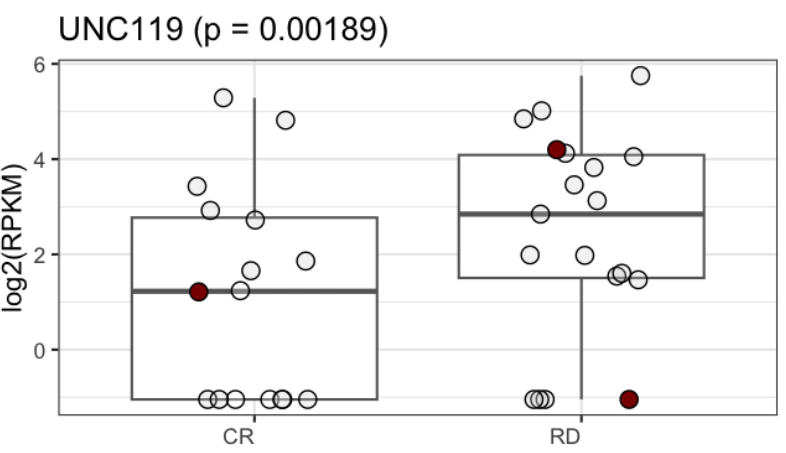 UNC119 (p = 0.00189)
6
4
2
0
log2(RPKM)
CR
RD